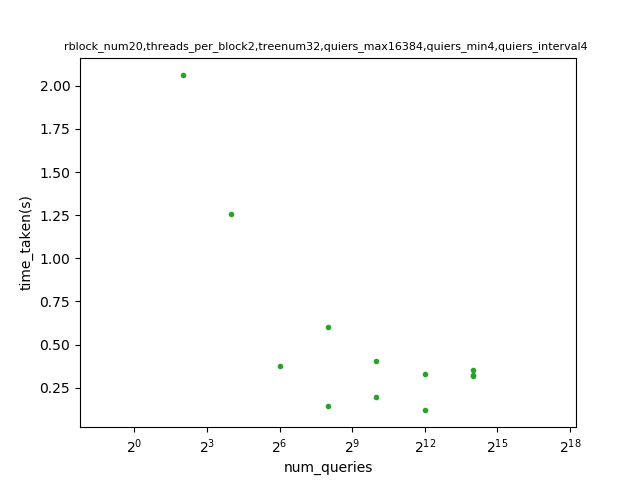 rblock_num20,threads_per_block2,treenum32,quiers_max16384,quiers_min4,quiers_interval4
2.00
1.75
1.50
1.25
1.00
0.75
0.50
0.25
time_taken(s)
2^0 2^3 2^6 2^9 2^12 2^15 2^18
num_queries